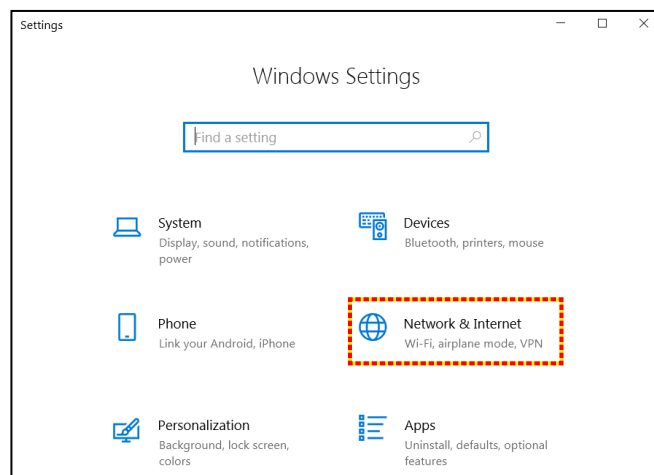 Settings
Windows Settings
Find a setting
System
Display, sound, notifications,
power
Devices
Bluetooth, printers, mouse
Phone
Link your Android, iPhone
Network & Internet
Wi-Fi, airplane mode, VPN
Personalization
Background, lock screen,
colors
Apps
Uninstall, defaults, optional
features